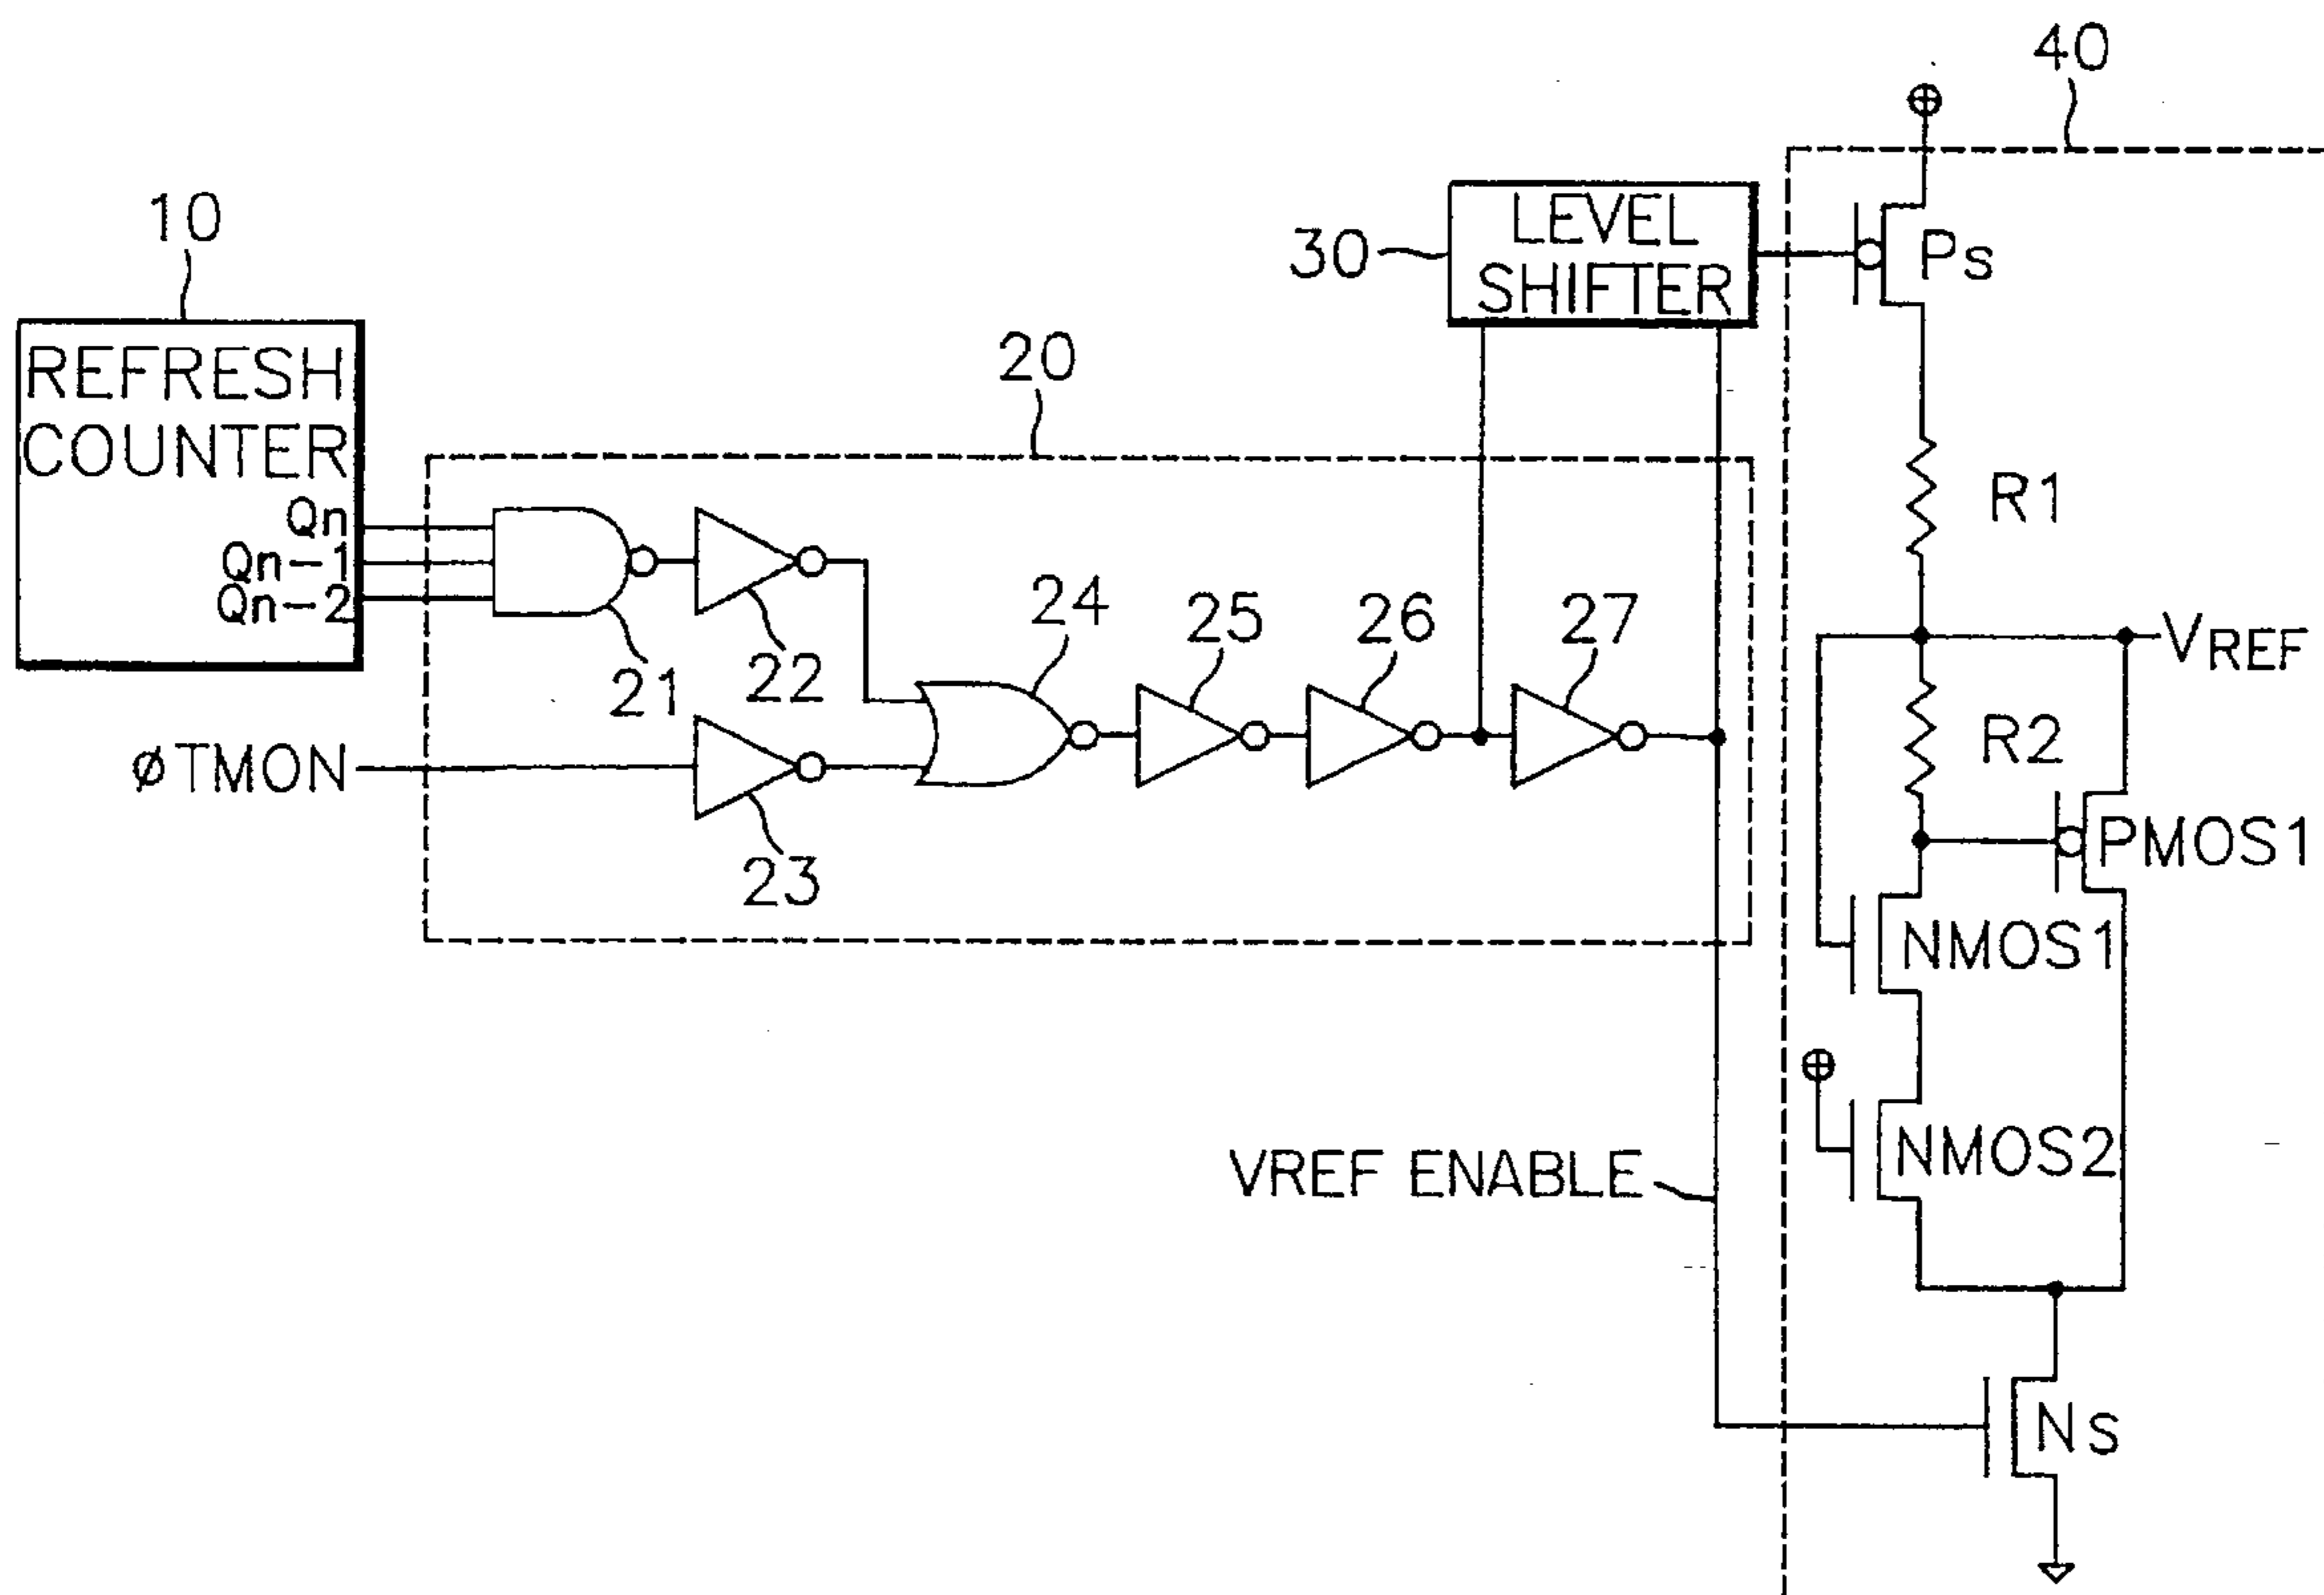 40
10
30
LEVEL
SHIFTER
Ps
REFRESH
COUNTER
Qn
Qn-1
Qn-2
20
R1
21
22
24
25
26
27
VREF
øTMON
23
R2
PMOS1
NMOS1
NMOS2
VREF ENABLE
Ns